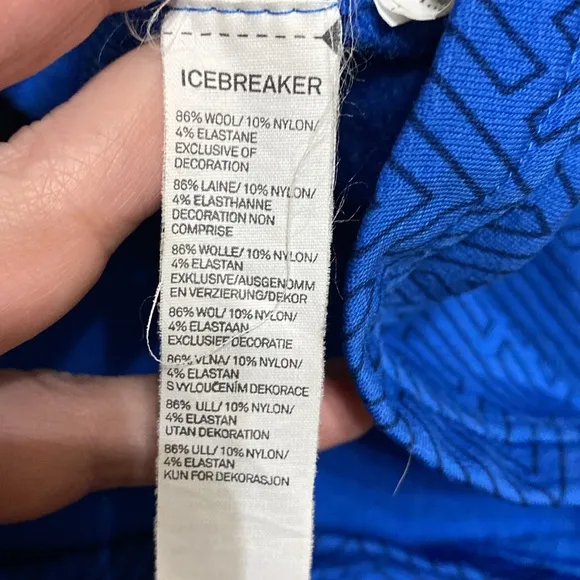 ICEBREAKER
86% WOOL/ 10% NYLON/
4% ELASTANE
EXCLUSIVE OF
DECORATION
86% LAINE/ 10% NYLON/
4% ELASTHANNE
DECORATION NON
COMPRISE
86% WOLLE/ 10% NYLON/
4% ELASTAN
EXKLUSIVE/AUSGENOMM
EN VERZIERUNG/DEKOR
86% WOL/ 10% NYLON/
4% ELASTAAN
EXCLUSIEF DECORATIE
86% VLNA/ 10% NYLON/
4% ELASTAN
S VYLOUČENÍM DEKORACE
86% ULL/ 10% NYLON/
4% ELASTAN
UTAN DEKORATION
86% ULL/ 10% NYLON/
4% ELASTAN
KUN FOR DEKORASJON